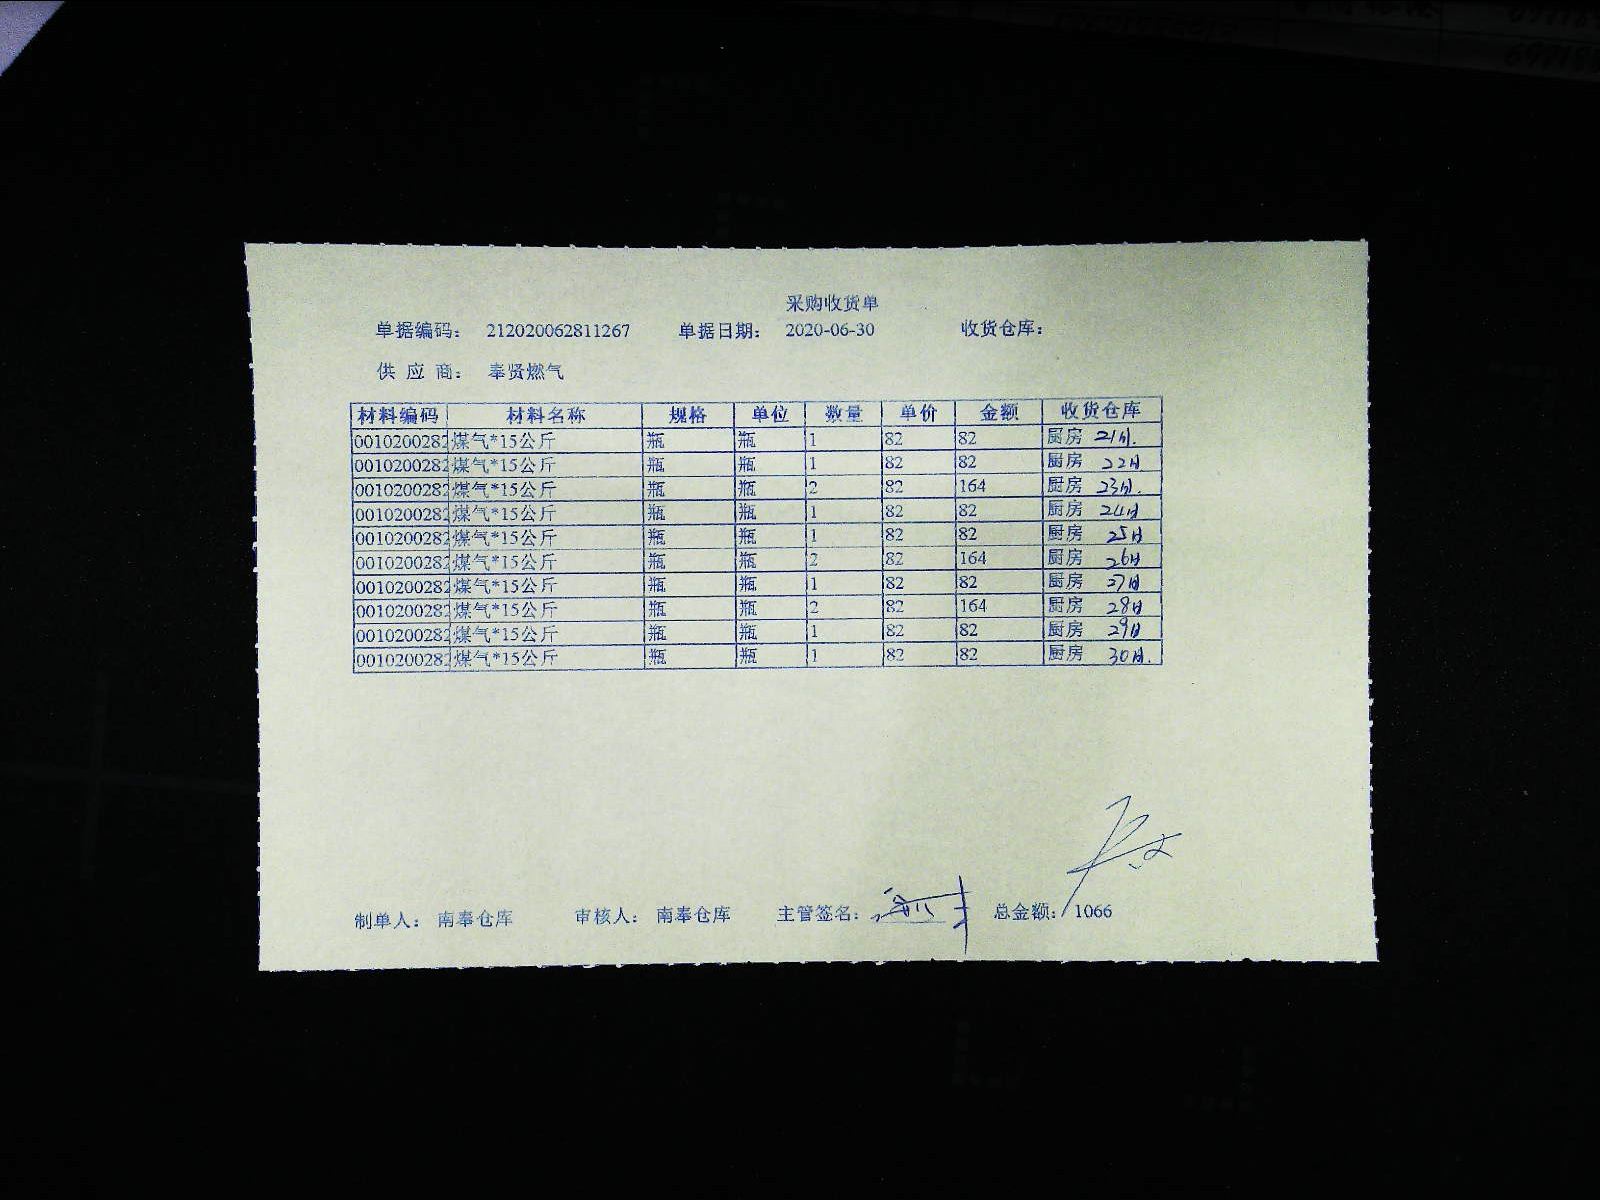 采购收货单
单据编码： 212020062811267 单据日期： 2020-06-30 收货仓库：
供 应 商： 奉贤燃气
材料编码 材料名称 规格 单位 数量 单价 金额 收货仓库
0010200282 煤气*15公斤 瓶 瓶 1 82 82 厨房 21日.
0010200282 煤气*15公斤 瓶 瓶 1 82 82 厨房 22日
0010200282 煤气*15公斤 瓶 瓶 2 82 164 厨房 23日.
0010200282 煤气*15公斤 瓶 瓶 1 82 82 厨房 24日
0010200282 煤气*15公斤 瓶 瓶 1 82 82 厨房 25日
0010200282 煤气*15公斤 瓶 瓶 2 82 164 厨房 26日
0010200282 煤气*15公斤 瓶 瓶 1 82 82 厨房 27日
0010200282 煤气*15公斤 瓶 瓶 2 82 164 厨房 28日
0010200282 煤气*15公斤 瓶 瓶 1 82 82 厨房 29日
0010200282 煤气*15公斤 瓶 瓶 1 82 82 厨房 30日.
制单人： 南奉仓库 审核人： 南奉仓库 主管签名： 总金额： 1066